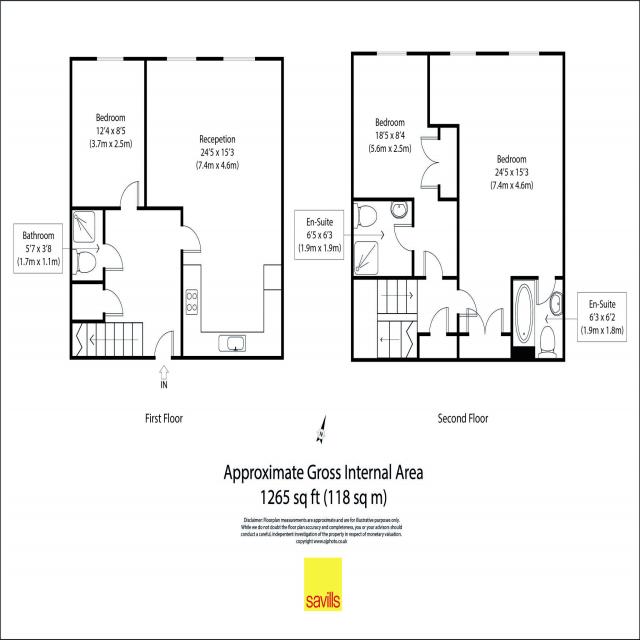 Bedroom
12'4 x 8'5
(3.7m x 2.5m)
Reception
24'5 x 15'3
(7.4m x 4.6m)
Bathroom
5'7 x 3'8
(1.7m x 1.1m)
IN
First Floor
Bedroom
18'5 x 8'4
(5.6m x 2.5m)
Bedroom
24'5 x 15'3
(7.4m x 4.6m)
En-Suite
6'5 x 6'3
(1.9m x 1.9m)
En-Suite
6'3 x 6'2
(1.9m x 1.8m)
Second Floor
N
Approximate Gross Internal Area
1265 sq ft (118 sq m)
Disclaimer: Floorplan measurements are approximate and are for illustrative purposes only.
While we do not doubt the floor plan accuracy and completeness, you or your advisors should
conduct a careful, independent investigation of the property in respect of monetary valuation.
copyright www.ojphoto.co.uk
savills